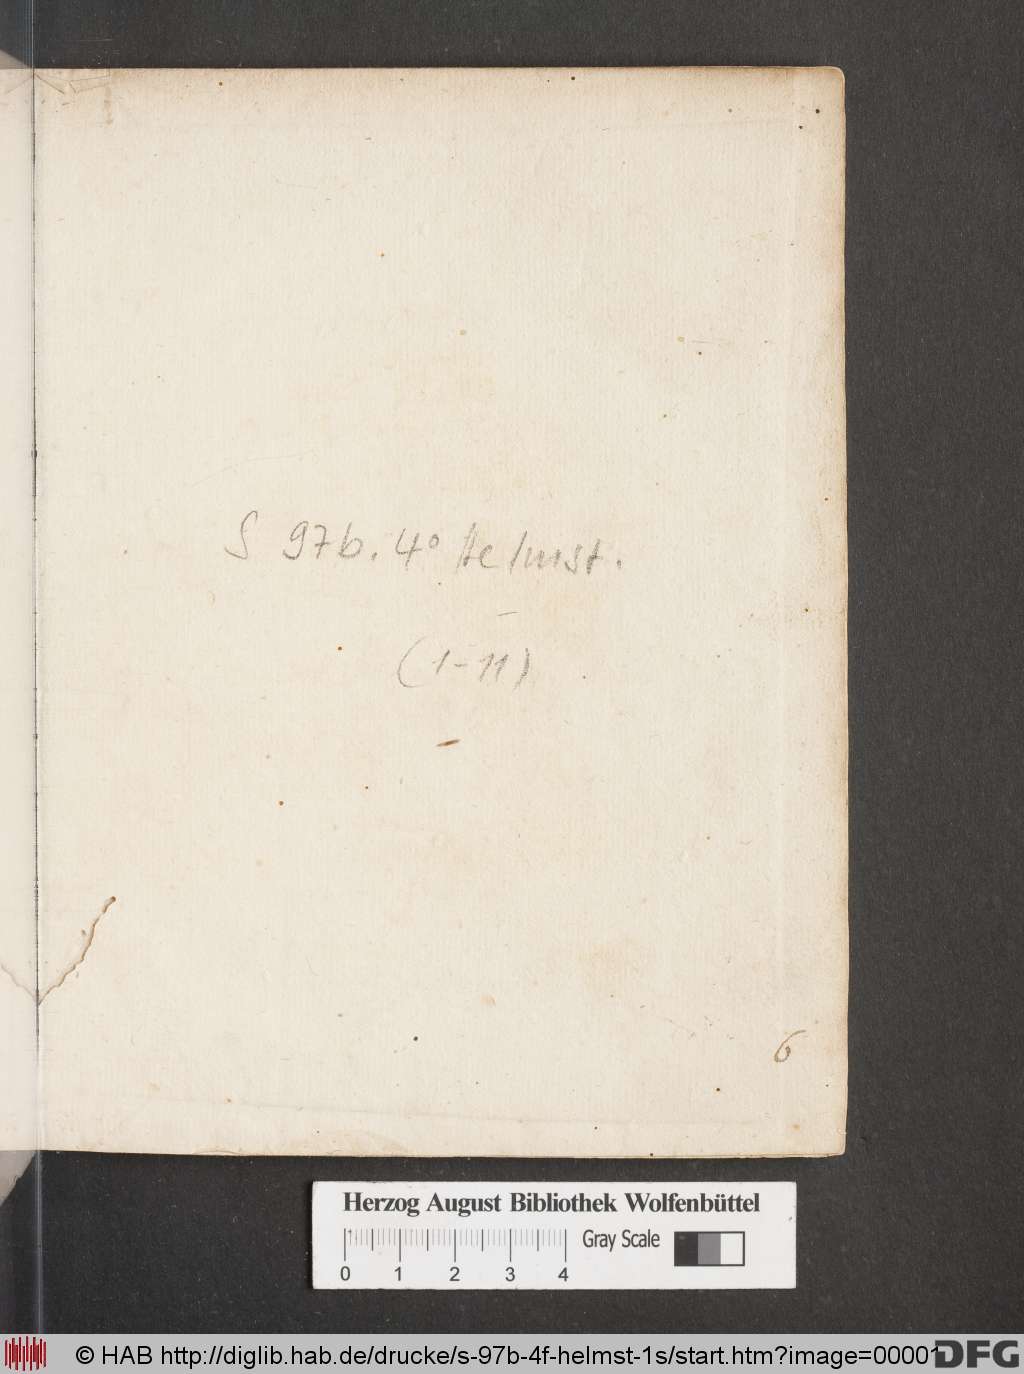 S 97b. 4° Helmst.
(1-11)
6
Herzog August Bibliothek Wolfenbüttel
Gray Scale
0 1 2 3 4
© HAB http://diglib.hab.de/drucke/s-97b-4f-helmst-1s/start.htm?image=00001
DFG